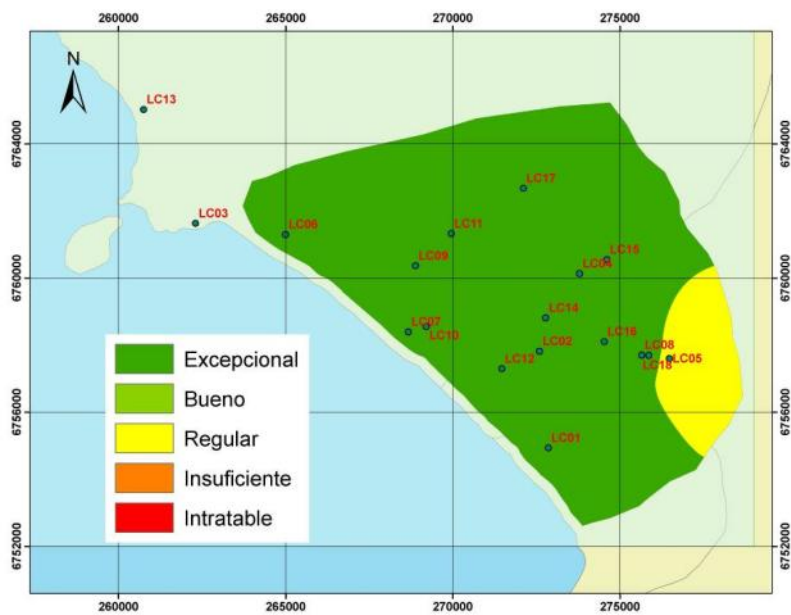 260000 265000 270000 275000
N
6764000 6764000
LC13
LC17
LC03
LC06
LC11
LC15
LC09
LC04
6760000 6760000
LC14
LC07
LC10
LC16
LC02
LC08
LC12
LC18
LC05
Excepcional
Bueno
Regular
Insuficiente
Intratable
6756000 6756000
LC01
6752000 6752000
260000 265000 270000 275000